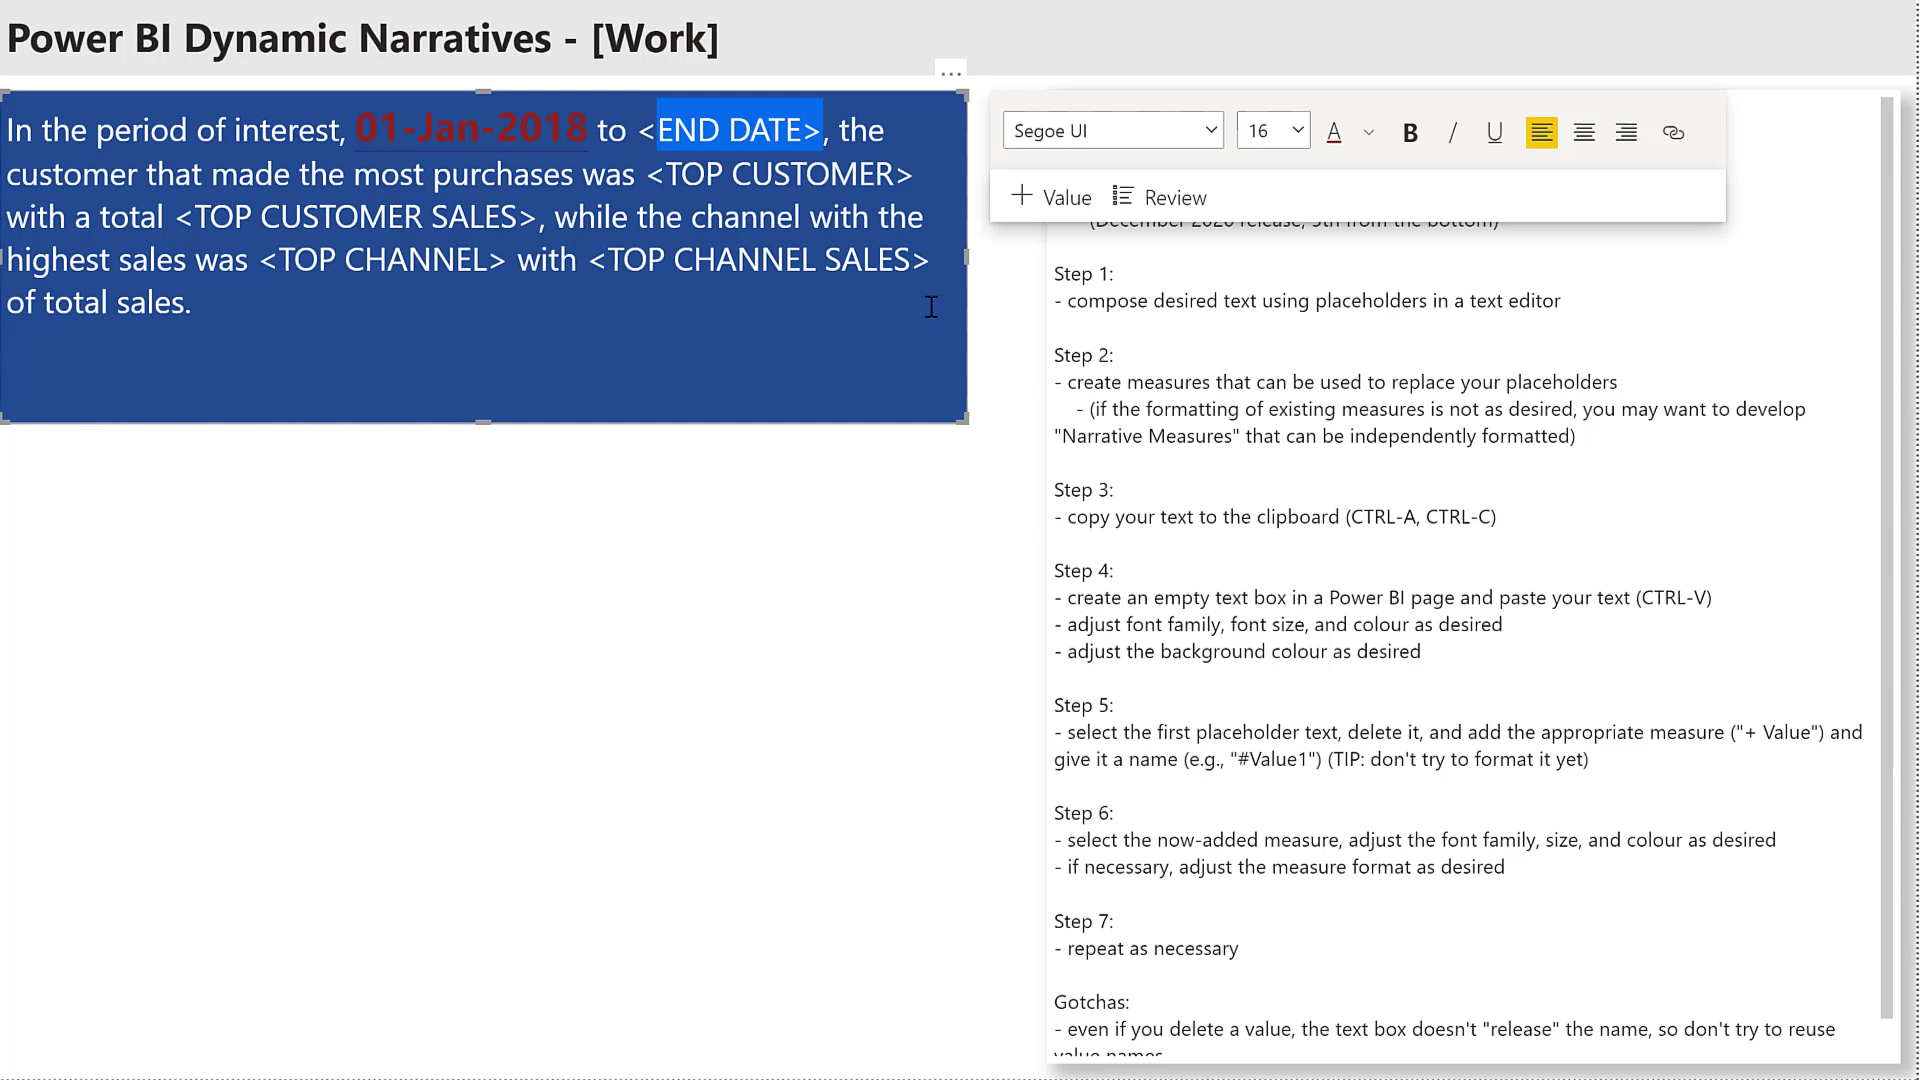 Power BI Dynamic Narratives - [Work]
...
In the period of interest, 01-Jan-2018 to <END DATE>, the
customer that made the most purchases was <TOP CUSTOMER>
with a total <TOP CUSTOMER SALES>, while the channel with the
highest sales was <TOP CHANNEL> with <TOP CHANNEL SALES>
of total sales.
Segoe UI
16
A
B
I
U
+ Value
Review
(December 2020 release, 9th from the bottom)
Step 1:
- compose desired text using placeholders in a text editor
Step 2:
- create measures that can be used to replace your placeholders
- (if the formatting of existing measures is not as desired, you may want to develop
"Narrative Measures" that can be independently formatted)
Step 3:
- copy your text to the clipboard (CTRL-A, CTRL-C)
Step 4:
- create an empty text box in a Power BI page and paste your text (CTRL-V)
- adjust font family, font size, and colour as desired
- adjust the background colour as desired
Step 5:
- select the first placeholder text, delete it, and add the appropriate measure ("+ Value") and
give it a name (e.g., "#Value1") (TIP: don't try to format it yet)
Step 6:
- select the now-added measure, adjust the font family, size, and colour as desired
- if necessary, adjust the measure format as desired
Step 7:
- repeat as necessary
Gotchas:
- even if you delete a value, the text box doesn't "release" the name, so don't try to reuse
value names